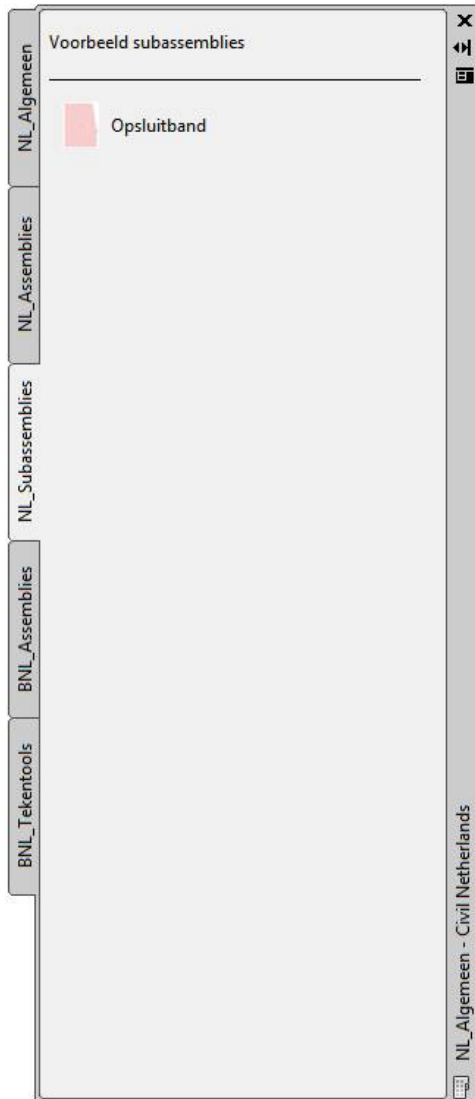 Voorbeeld subassemblies
Opsluitband
NL_Algemeen
NL_Assemblies
NL_Subassemblies
BNL_Assemblies
BNL_Tekentools
NL_Algemeen - Civil Netherlands